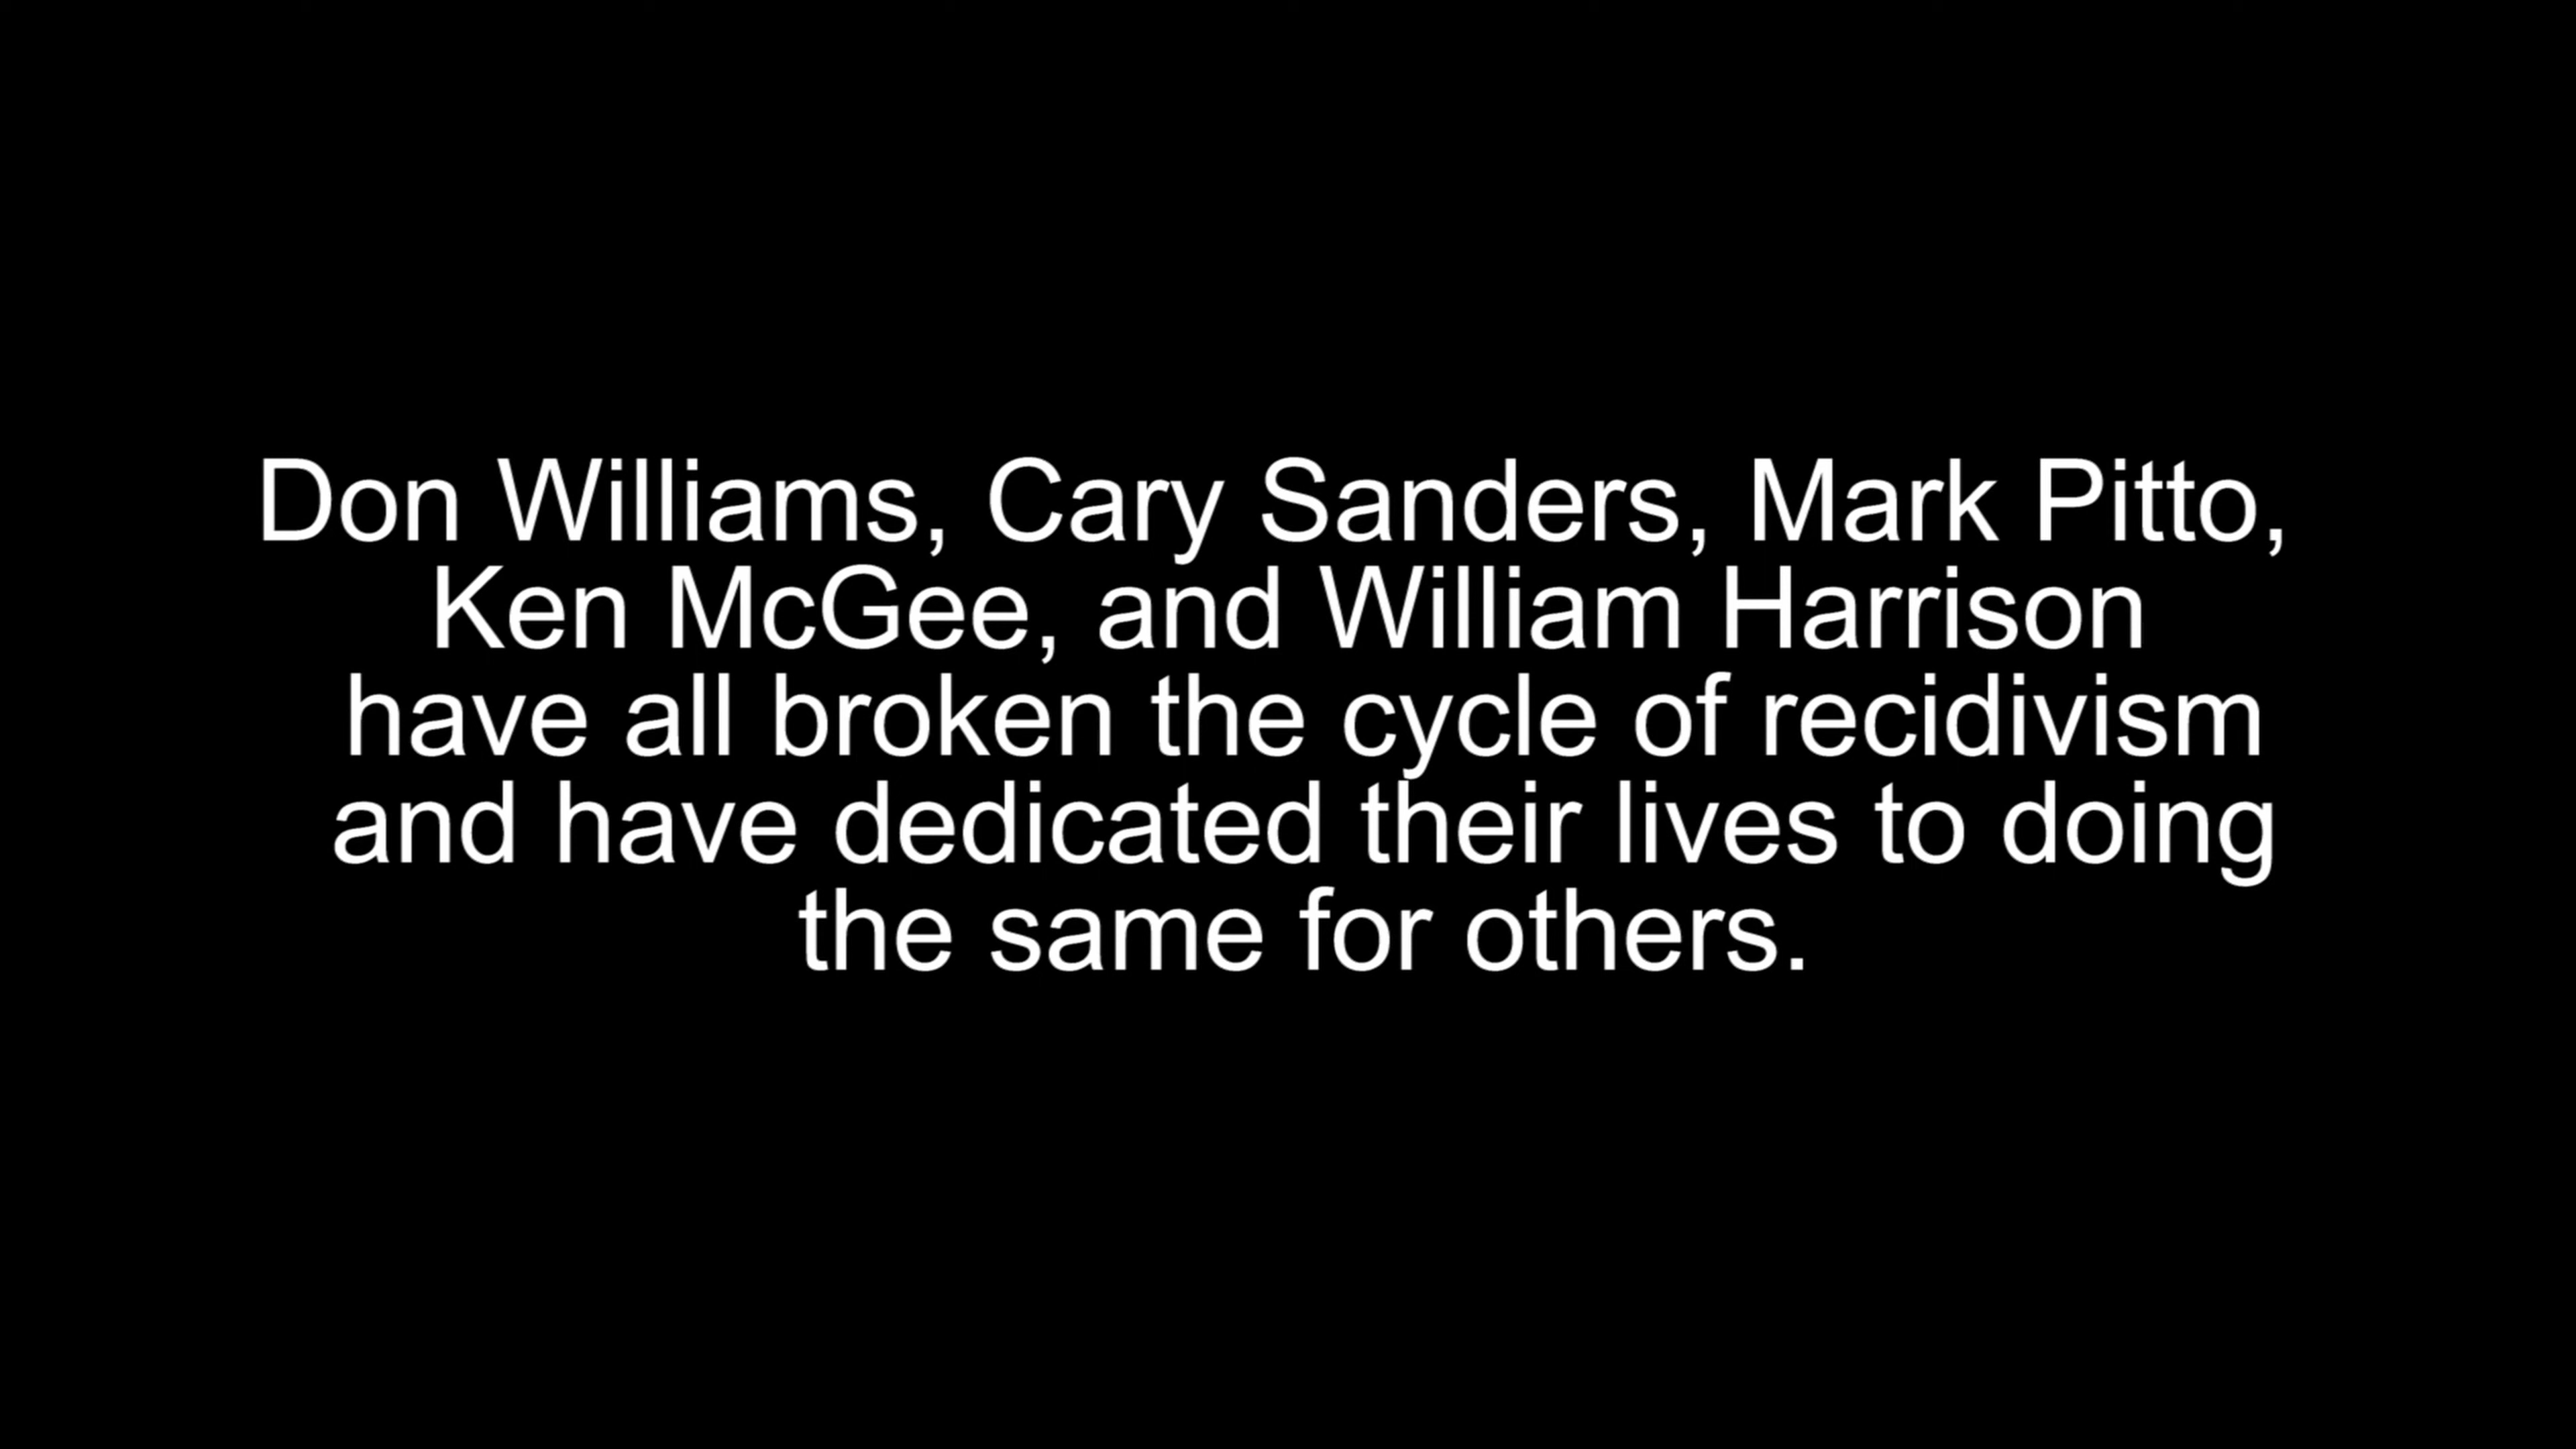 Don Williams, Cary Sanders, Mark Pitto,
Ken McGee, and William Harrison
have all broken the cycle of recidivism
and have dedicated their lives to doing
the same for others.